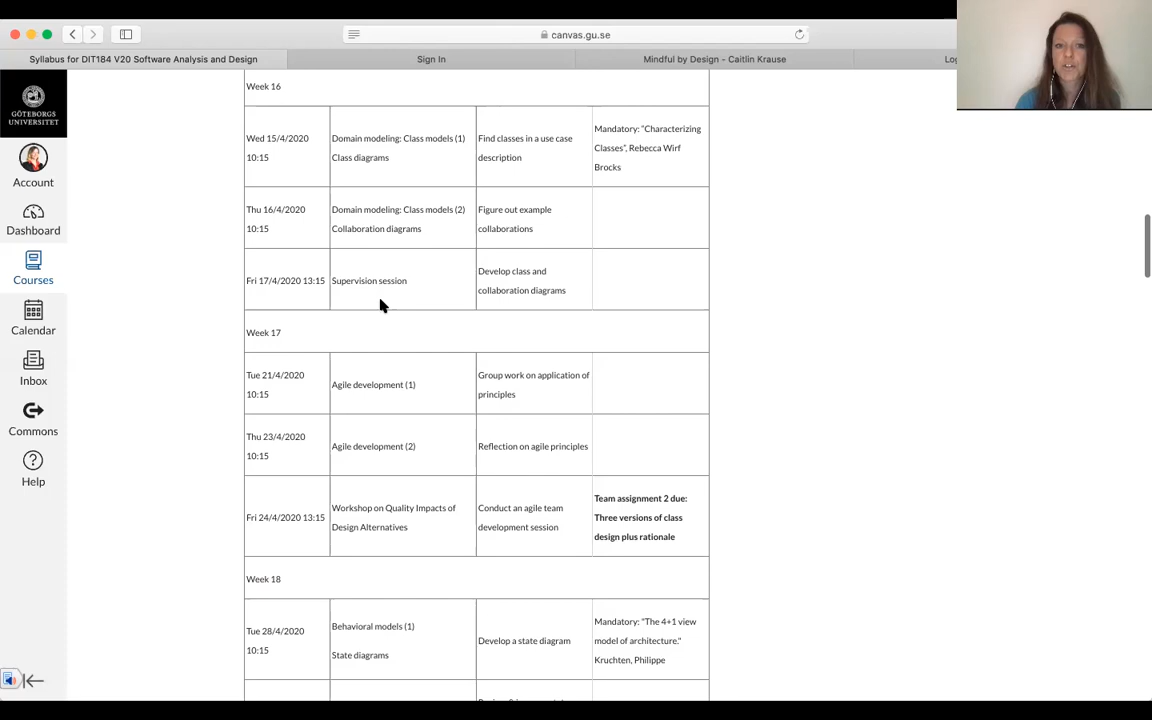 canvas.gu.se
Syllabus for DIT184 V20 Software Analysis and Design
Sign In
Mindful by Design - Caitlin Krause
GÖTEBORGS
UNIVERSITET
Account
Dashboard
Courses
Calendar
Inbox
Commons
Help
Week 16
Wed 15/4/2020
10:15
Domain modeling: Class models (1)
Class diagrams
Find classes in a use case
description
Mandatory: "Characterizing
Classes", Rebecca Wirf
Brocks
Thu 16/4/2020
10:15
Domain modeling: Class models (2)
Collaboration diagrams
Figure out example
collaborations
Fri 17/4/2020 13:15
Supervision session
Develop class and
collaboration diagrams
Week 17
Tue 21/4/2020
10:15
Agile development (1)
Group work on application of
principles
Thu 23/4/2020
10:15
Agile development (2)
Reflection on agile principles
Fri 24/4/2020 13:15
Workshop on Quality Impacts of
Design Alternatives
Conduct an agile team
development session
Team assignment 2 due:
Three versions of class
design plus rationale
Week 18
Tue 28/4/2020
10:15
Behavioral models (1)
State diagrams
Develop a state diagram
Mandatory: "The 4+1 view
model of architecture."
Kruchten, Philippe